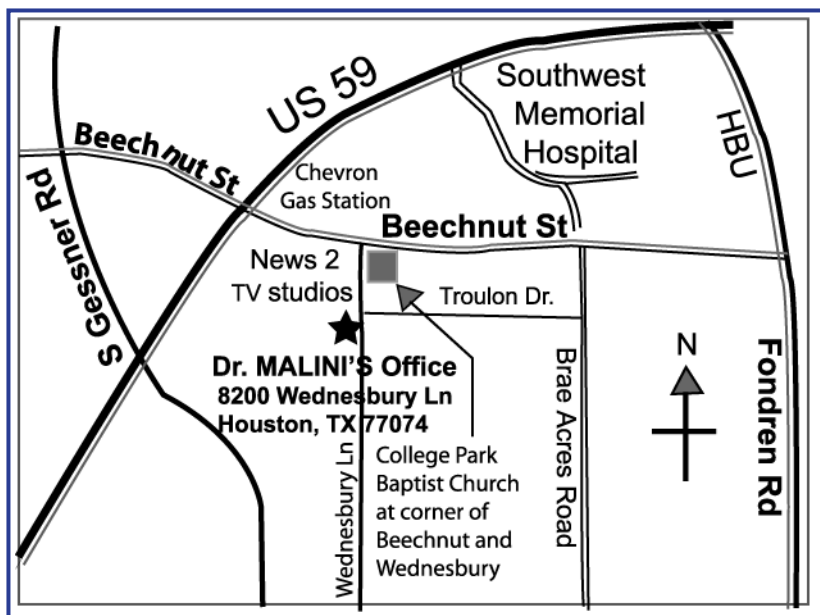 US 59
Southwest
Memorial
Hospital
HBU
Beechnut St
S Gessner Rd
Chevron
Gas Station
Beechnut St
News 2
TV studios
Troulon Dr.
Dr. MALINI'S Office
8200 Wednesbury Ln
Houston, TX 77074
N
Fondren Rd
Brae Acres Road
Wednesbury Ln
College Park
Baptist Church
at corner of
Beechnut and
Wednesbury